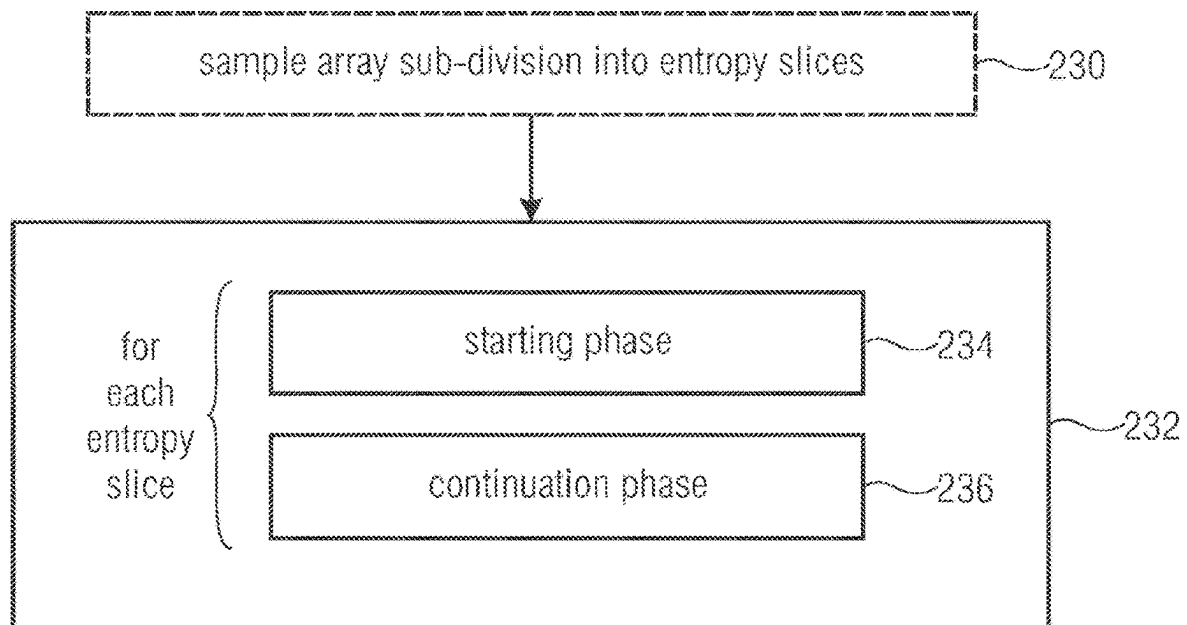 sample array sub-division into entropy slices
230
for
each
entropy
slice
starting phase
234
continuation phase
236
232